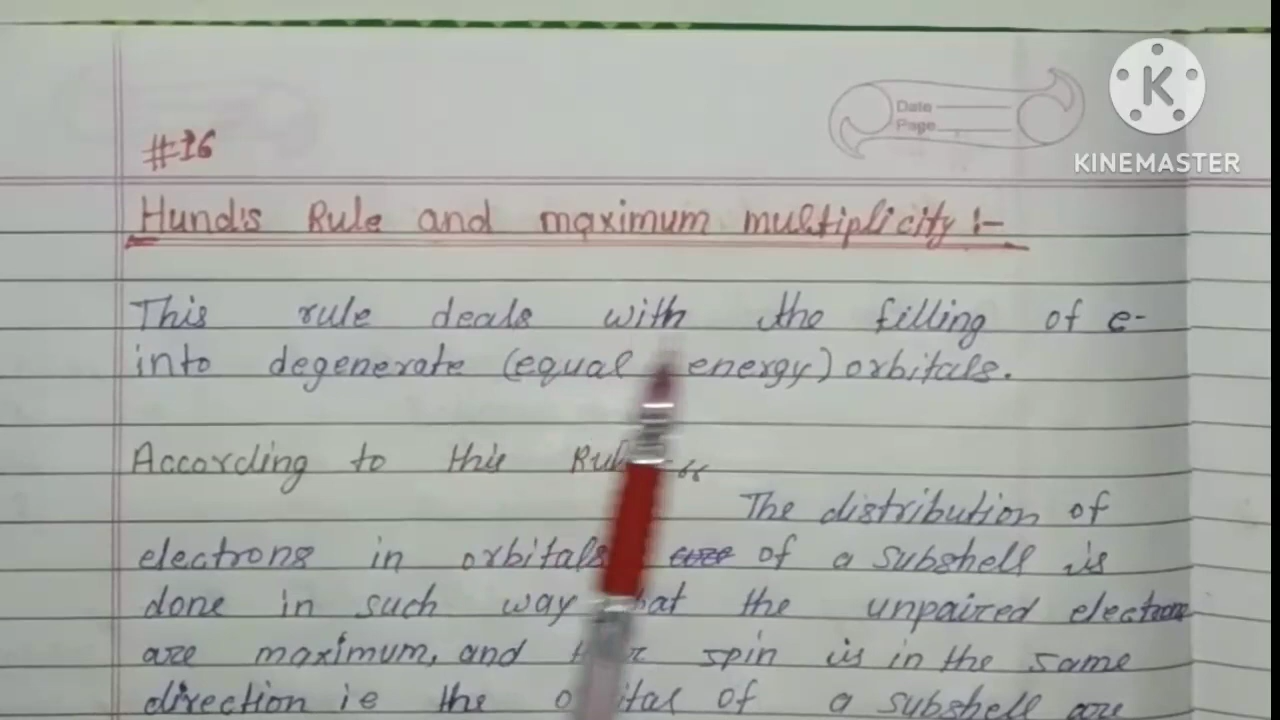 Date
Page
KINEMASTER
#16
Hund's Rule and maximum multiplicity :-
This rule deals with the filling of e-
into degenerate (equal energy) orbitals.
According to this "
The distribution of
electrons in orbitals of a subshell is
done in such way the unpaired electrons
are maximum, and spin is in the same
direction ie the of a subshell are